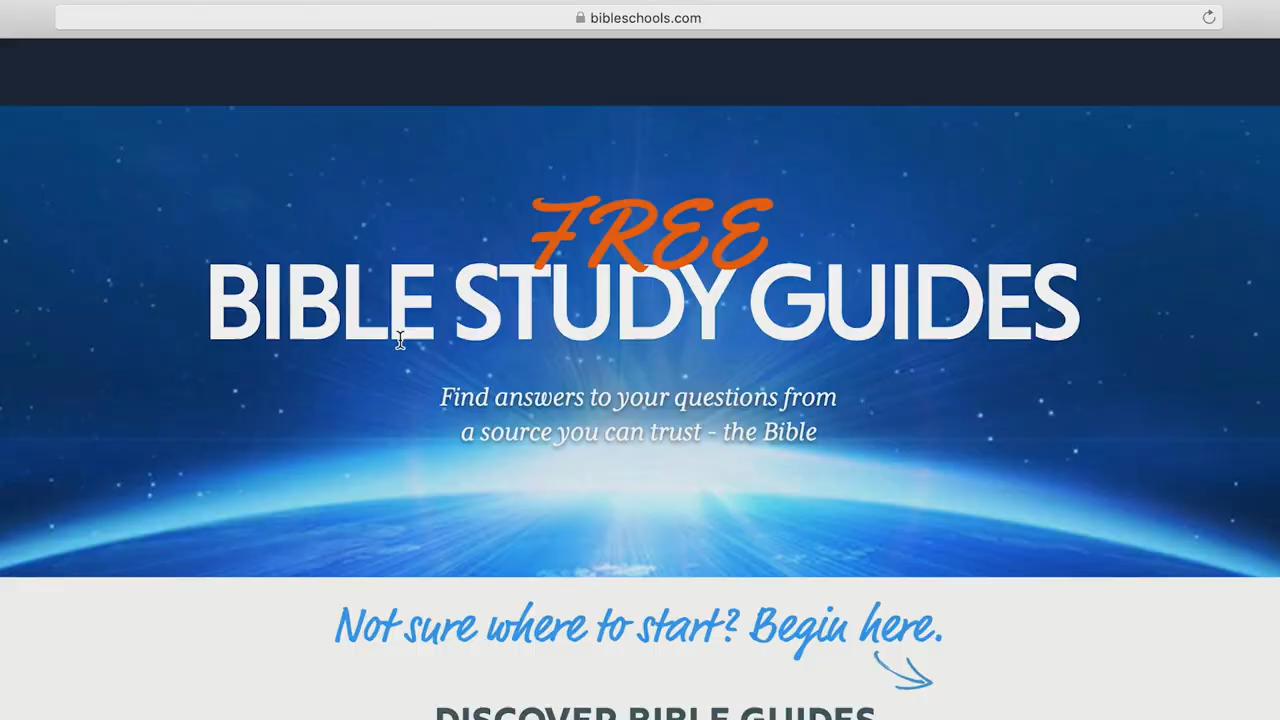 bibleschools.com
FREE
BIBLE STUDY GUIDES
Find answers to your questions from
a source you can trust - the Bible
Not sure where to start? Begin here.
DISCOVER BIBLE GUIDES